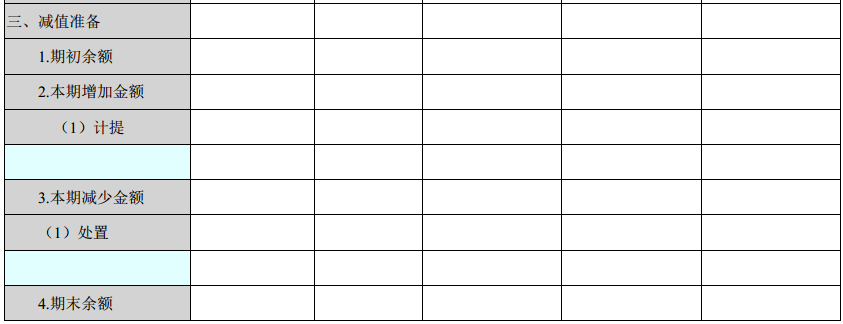 三、减值准备
1.期初余额
2.本期增加金额
（1）计提
3.本期减少金额
（1）处置
4.期末余额